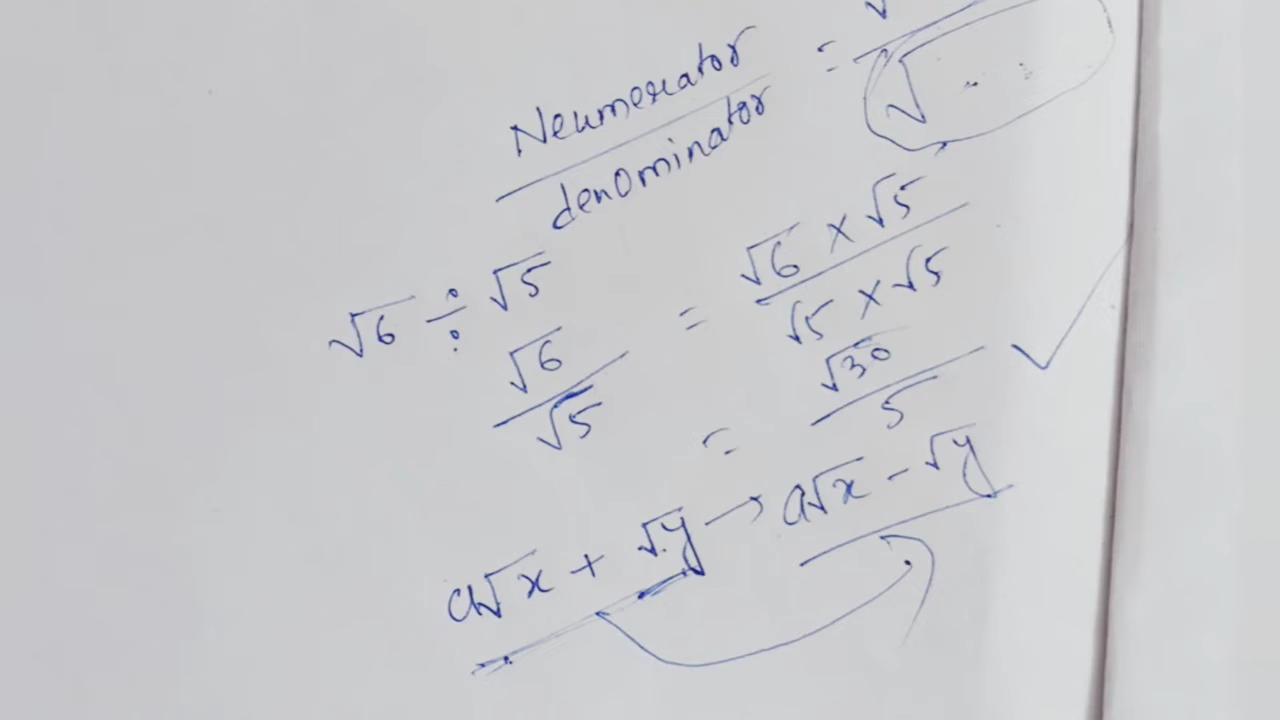 Neumerator
denominator
= √
√6 ÷ √5
√6
√5
= √6 × √5
√5 × √5
= √30
5
a√x + √y → a√x - √y